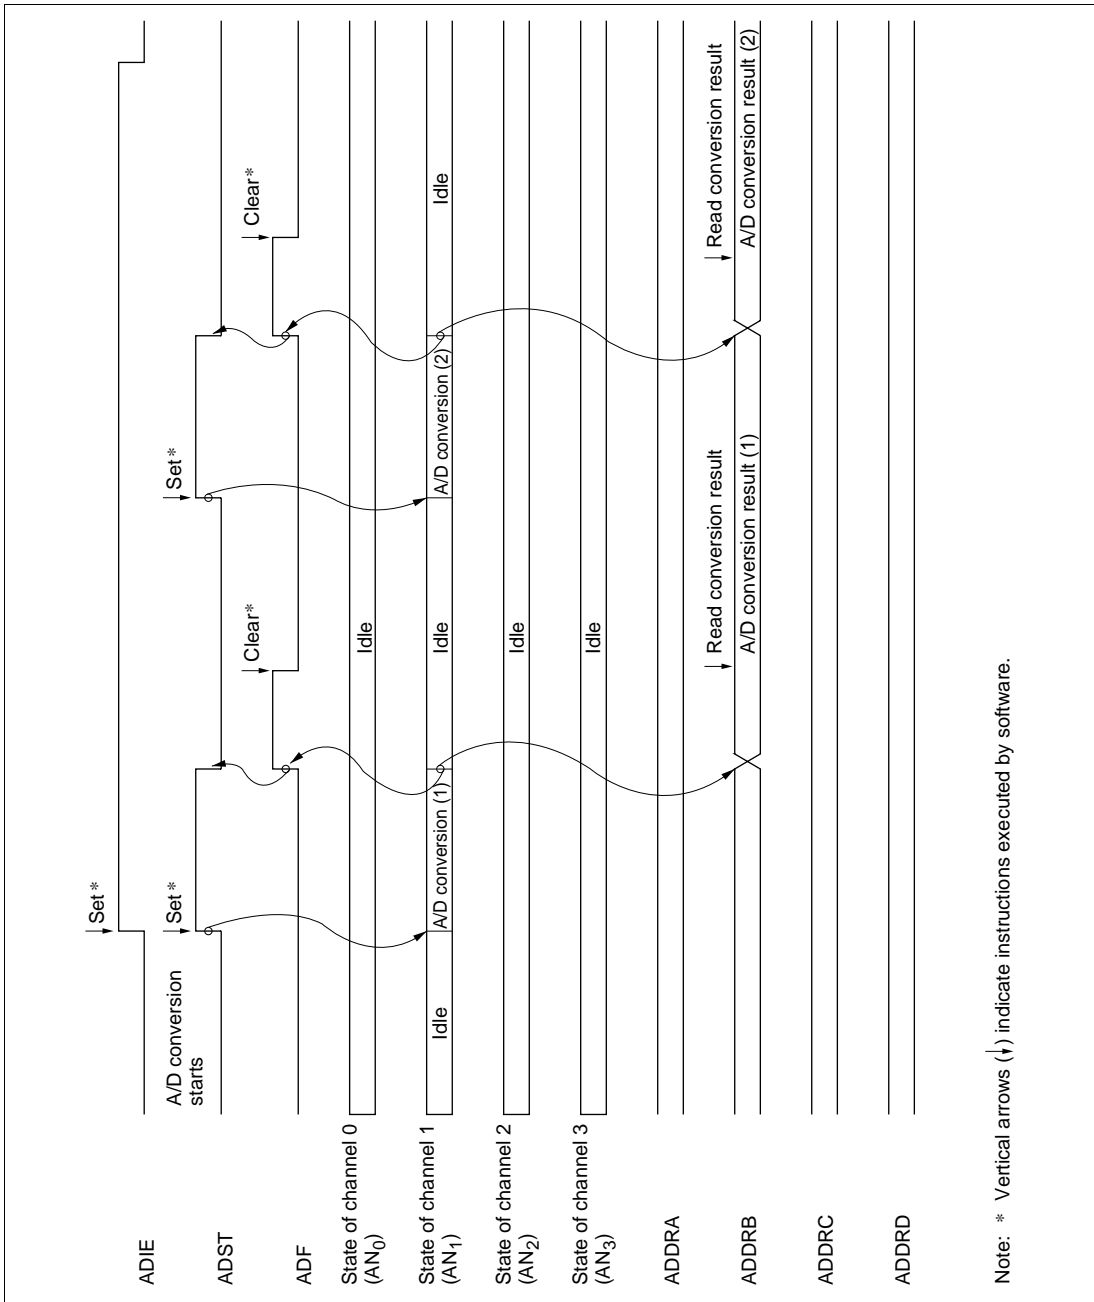 Set *
ADIE
A/D conversion
starts
Set *
Set *
ADST
Clear*
Clear*
ADF
State of channel 0
(AN0)
Idle
State of channel 1
(AN1)
Idle
A/D conversion (1)
Idle
A/D conversion (2)
Idle
State of channel 2
(AN2)
Idle
State of channel 3
(AN3)
Idle
ADDRA
Read conversion result
Read conversion result
ADDRB
A/D conversion result (1)
A/D conversion result (2)
ADDRC
ADDRD
Note: * Vertical arrows (↓) indicate instructions executed by software.